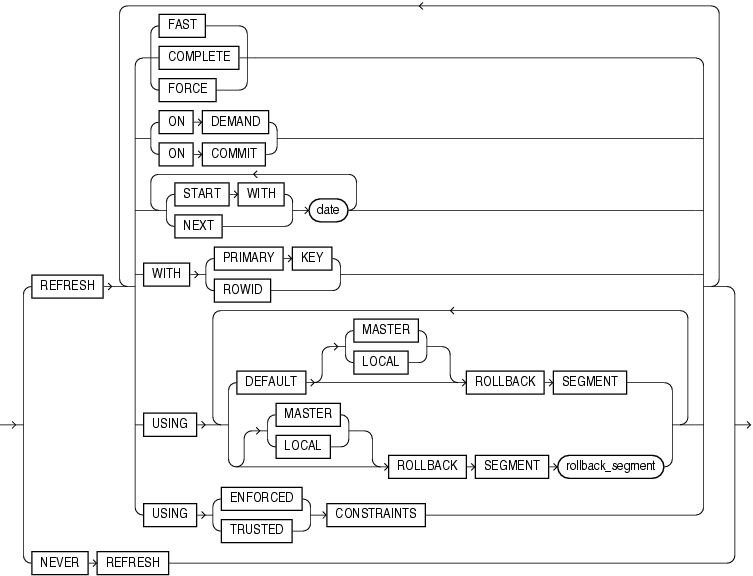 FAST
COMPLETE
FORCE
ON DEMAND
ON COMMIT
START WITH
NEXT
date
PRIMARY KEY
REFRESH
WITH
ROWID
MASTER
LOCAL
DEFAULT
ROLLBACK SEGMENT
MASTER
USING
LOCAL
ROLLBACK SEGMENT rollback_segment
ENFORCED
USING
CONSTRAINTS
TRUSTED
NEVER REFRESH